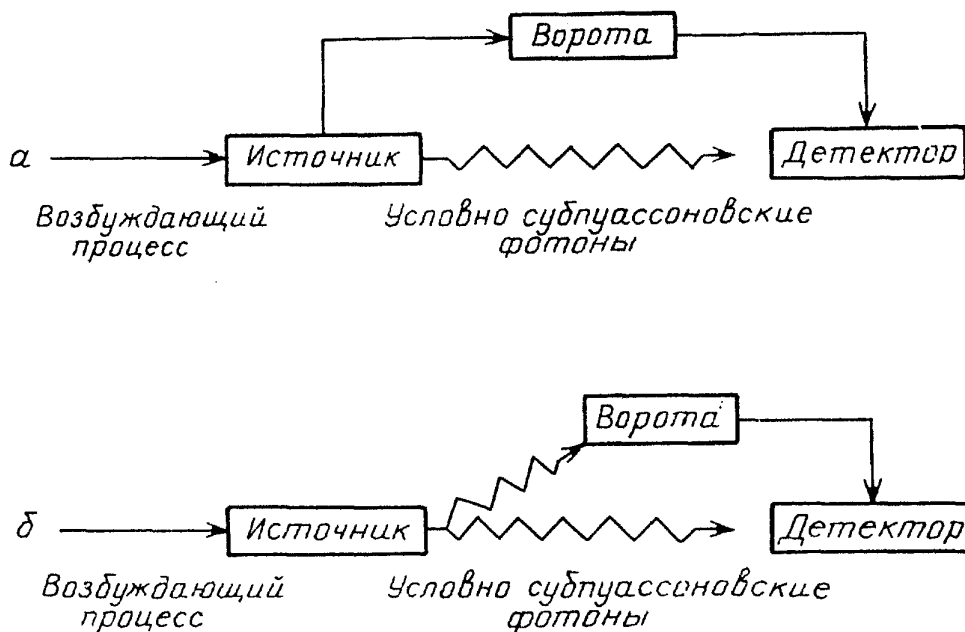 Ворота
а
Источник
Детектор
Возбуждающий
процесс
Условно субпуассоновские
фотоны
Ворота
б
Источник
Детектор
Возбуждающий
процесс
Условно субпуассоновские
фотоны